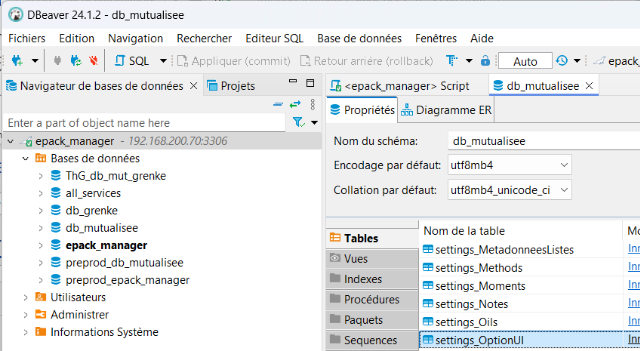 DBeaver 24.1.2 - db_mutualisee
Fichiers Edition Navigation Rechercher Editeur SQL Base de données Fenêtres Aide
SQL Appliquer (commit) Retour arrière (rollback) Auto epack_
Navigateur de bases de données Projets
<epack_manager> Script db_mutualisee
Enter a part of object name here
Propriétés Diagramme ER
epack_manager - 192.168.200.70:3306
Bases de données
ThG_db_mut_grenke
all_services
db_grenke
db_mutualisee
epack_manager
preprod_db_mutualisee
preprod_epack_manager
Utilisateurs
Administrer
Informations Système
Nom du schéma: db_mutualisee
Encodage par défaut: utf8mb4
Collation par défaut: utf8mb4_unicode_ci
Tables
Vues
Indexes
Procédures
Paquets
Sequences
Nom de la table Mo
settings_MetadonneesListes Inn
settings_Methods Inn
settings_Moments Inn
settings_Notes Inn
settings_Oils Inn
settings_OptionUI Inn